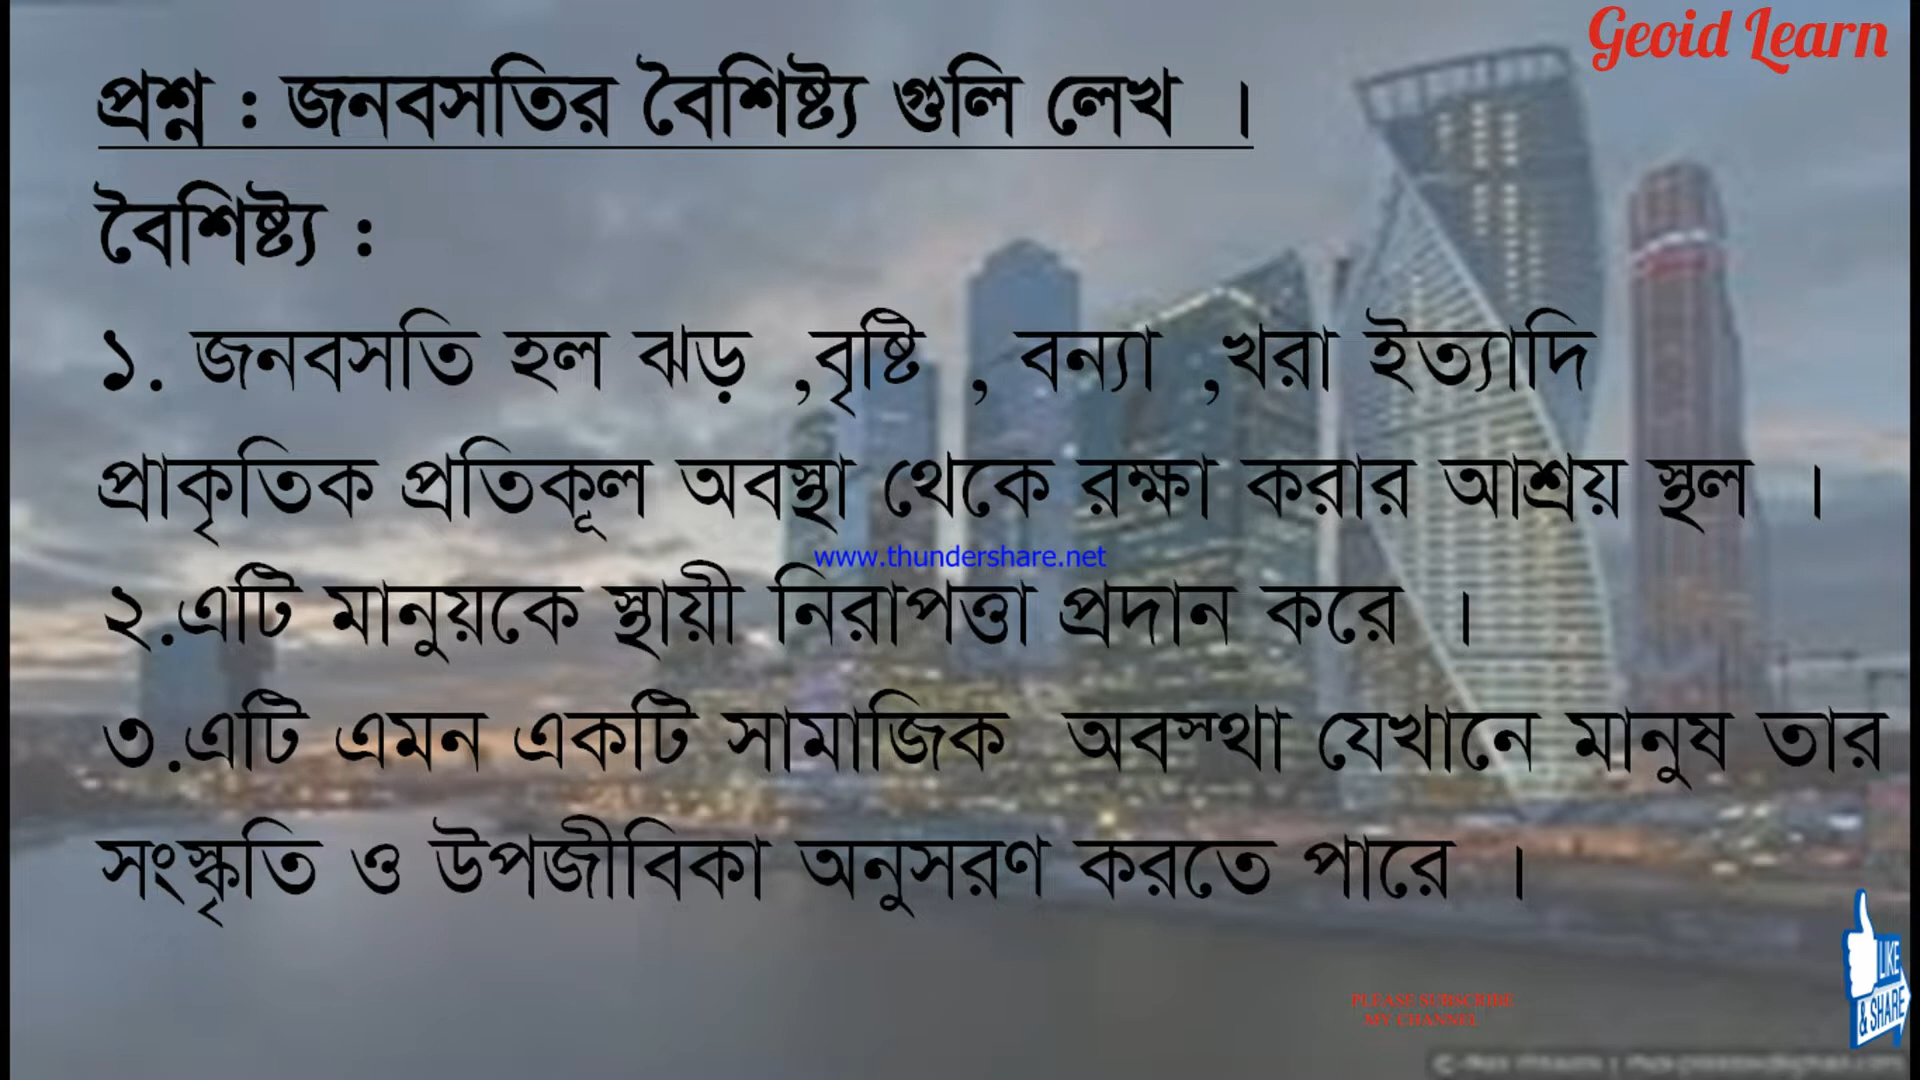 Geoid Learn
প্রশ্ন : জনবসতির বৈশিষ্ট্য গুলি লেখ ।
বৈশিষ্ট্য :
১. জনবসতি হল ঝড় ,বৃষ্টি , বন্যা ,খরা ইত্যাদি
প্রাকৃতিক প্রতিকূল অবস্থা থেকে রক্ষা করার আশ্রয় স্থল ।
www.thundershare.net
২.এটি মানুয়কে স্থায়ী নিরাপত্তা প্রদান করে ।
৩.এটি এমন একটি সামাজিক অবস্থা যেখানে মানুষ তার
সংস্কৃতি ও উপজীবিকা অনুসরণ করতে পারে ।
LIKE
& SHARE
PLEASE SUBSCRIBE
MY CHANNEL